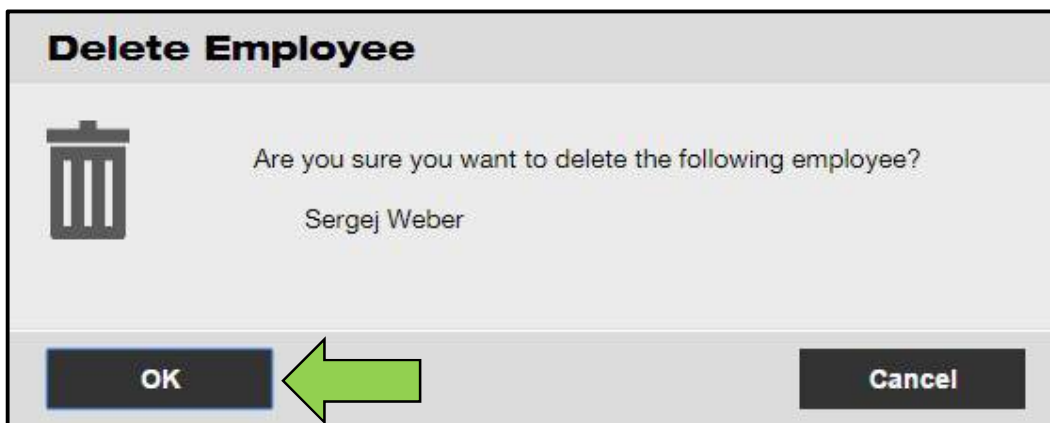 Delete Employee
Are you sure you want to delete the following employee?
Sergej Weber
OK
Cancel